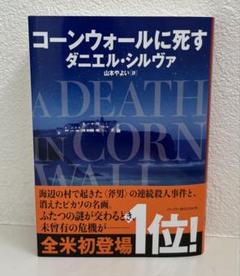 コーンウォールに死す
ダニエル・シルヴァ
山本やよい 訳
A DEATH
IN CORN
WALL
海辺の村で起きた〈斧男〉の連続殺人事件と、
消えたピカソの名画。
ふたつの謎が交わるとき、
未曾有の危機が――
全米初登場
1位!